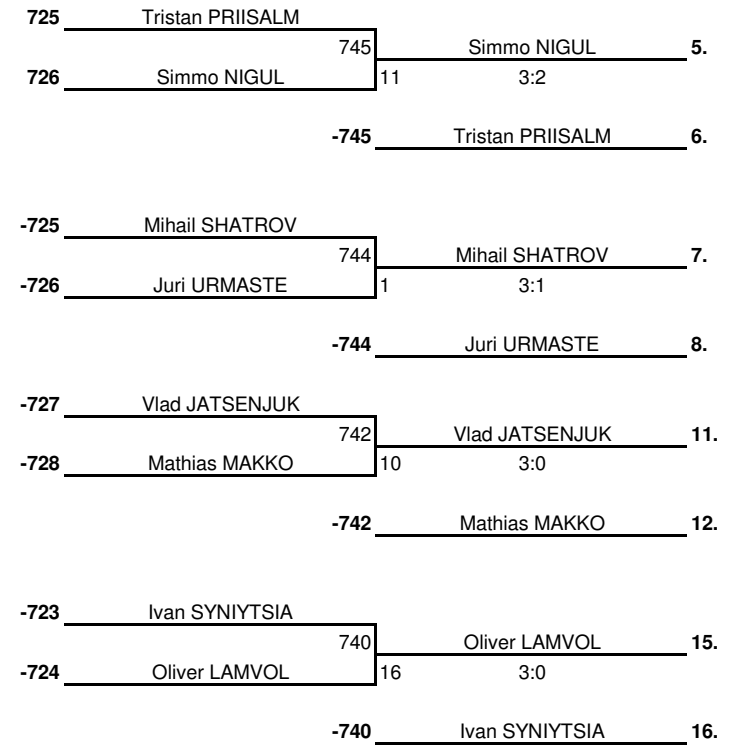 725 Tristan PRIISALM
745 Simmo NIGUL 5.
726 Simmo NIGUL 11 3:2
-745 Tristan PRIISALM 6.
-725 Mihail SHATROV
744 Mihail SHATROV 7.
-726 Juri URMASTE 1 3:1
-744 Juri URMASTE 8.
-727 Vlad JATSENJUK
742 Vlad JATSENJUK 11.
-728 Mathias MAKKO 10 3:0
-742 Mathias MAKKO 12.
-723 Ivan SYNIYTSIA
740 Oliver LAMVOL 15.
-724 Oliver LAMVOL 16 3:0
-740 Ivan SYNIYTSIA 16.